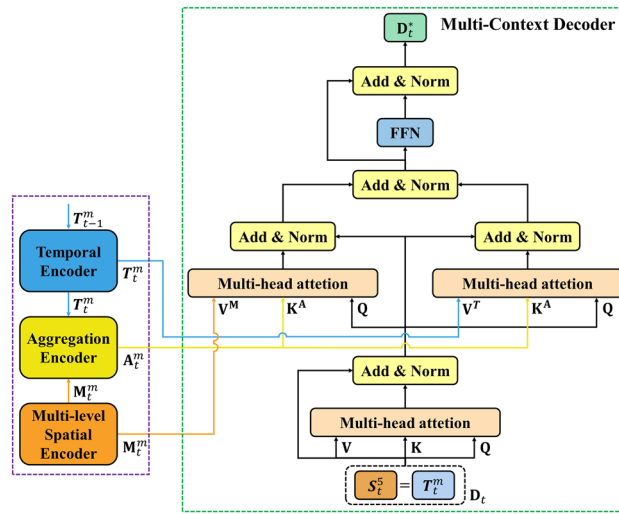 D*t
Multi-Context Decoder
Add & Norm
FFN
Add & Norm
T^m_{t-1}
Temporal
Encoder
T^m_t
T^m_t
Add & Norm
Add & Norm
Multi-head attetion
Multi-head attetion
V^M
K^A
Q
V^T
K^A
Q
Aggregation
Encoder
A^m_t
M^m_t
Multi-level
Spatial
Encoder
M^m_t
Add & Norm
Multi-head attetion
V
K
Q
S^5_t = T^m_t
D_t